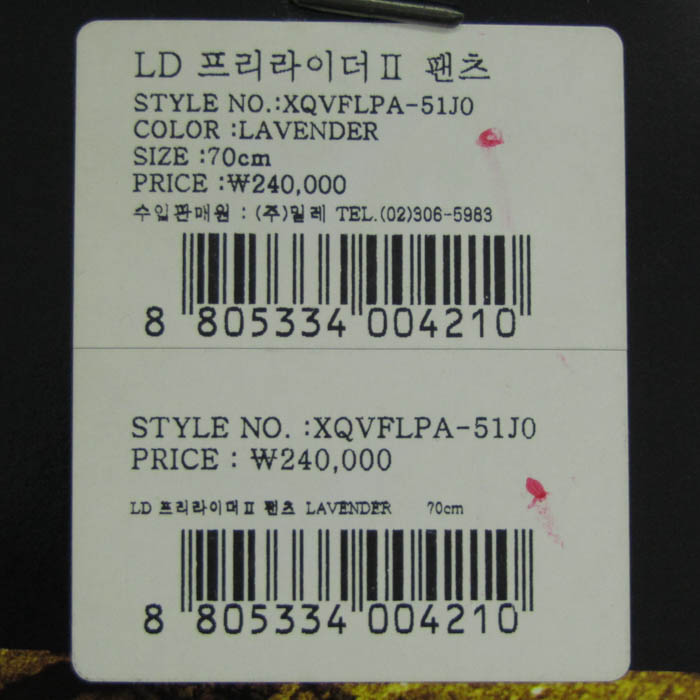 LD 프리라이더Ⅱ 팬츠
STYLE NO.:XQVFLPA-51J0
COLOR :LAVENDER
SIZE :70cm
PRICE :₩240,000
수입판매원 : (주)밀레 TEL.(02)306-5983
8 805334 004210
STYLE NO. :XQVFLPA-51J0
PRICE : ₩240,000
LD 프리라이더Ⅱ 팬츠 LAVENDER 70cm
8 805334 004210